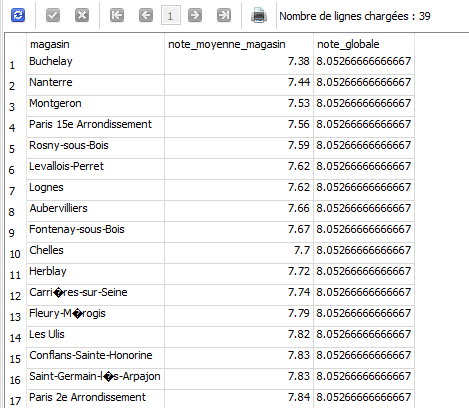 1 Nombre de lignes chargées : 39
magasin note_moyenne_magasin note_globale
1 Buchelay 7.38 8.05266666666667
2 Nanterre 7.44 8.05266666666667
3 Montgeron 7.53 8.05266666666667
4 Paris 15e Arrondissement 7.56 8.05266666666667
5 Rosny-sous-Bois 7.59 8.05266666666667
6 Levallois-Perret 7.62 8.05266666666667
7 Lognes 7.62 8.05266666666667
8 Aubervilliers 7.66 8.05266666666667
9 Fontenay-sous-Bois 7.67 8.05266666666667
10 Chelles 7.7 8.05266666666667
11 Herblay 7.72 8.05266666666667
12 Carri�res-sur-Seine 7.74 8.05266666666667
13 Fleury-M�rogis 7.79 8.05266666666667
14 Les Ulis 7.82 8.05266666666667
15 Conflans-Sainte-Honorine 7.83 8.05266666666667
16 Saint-Germain-l�s-Arpajon 7.83 8.05266666666667
17 Paris 2e Arrondissement 7.84 8.05266666666667